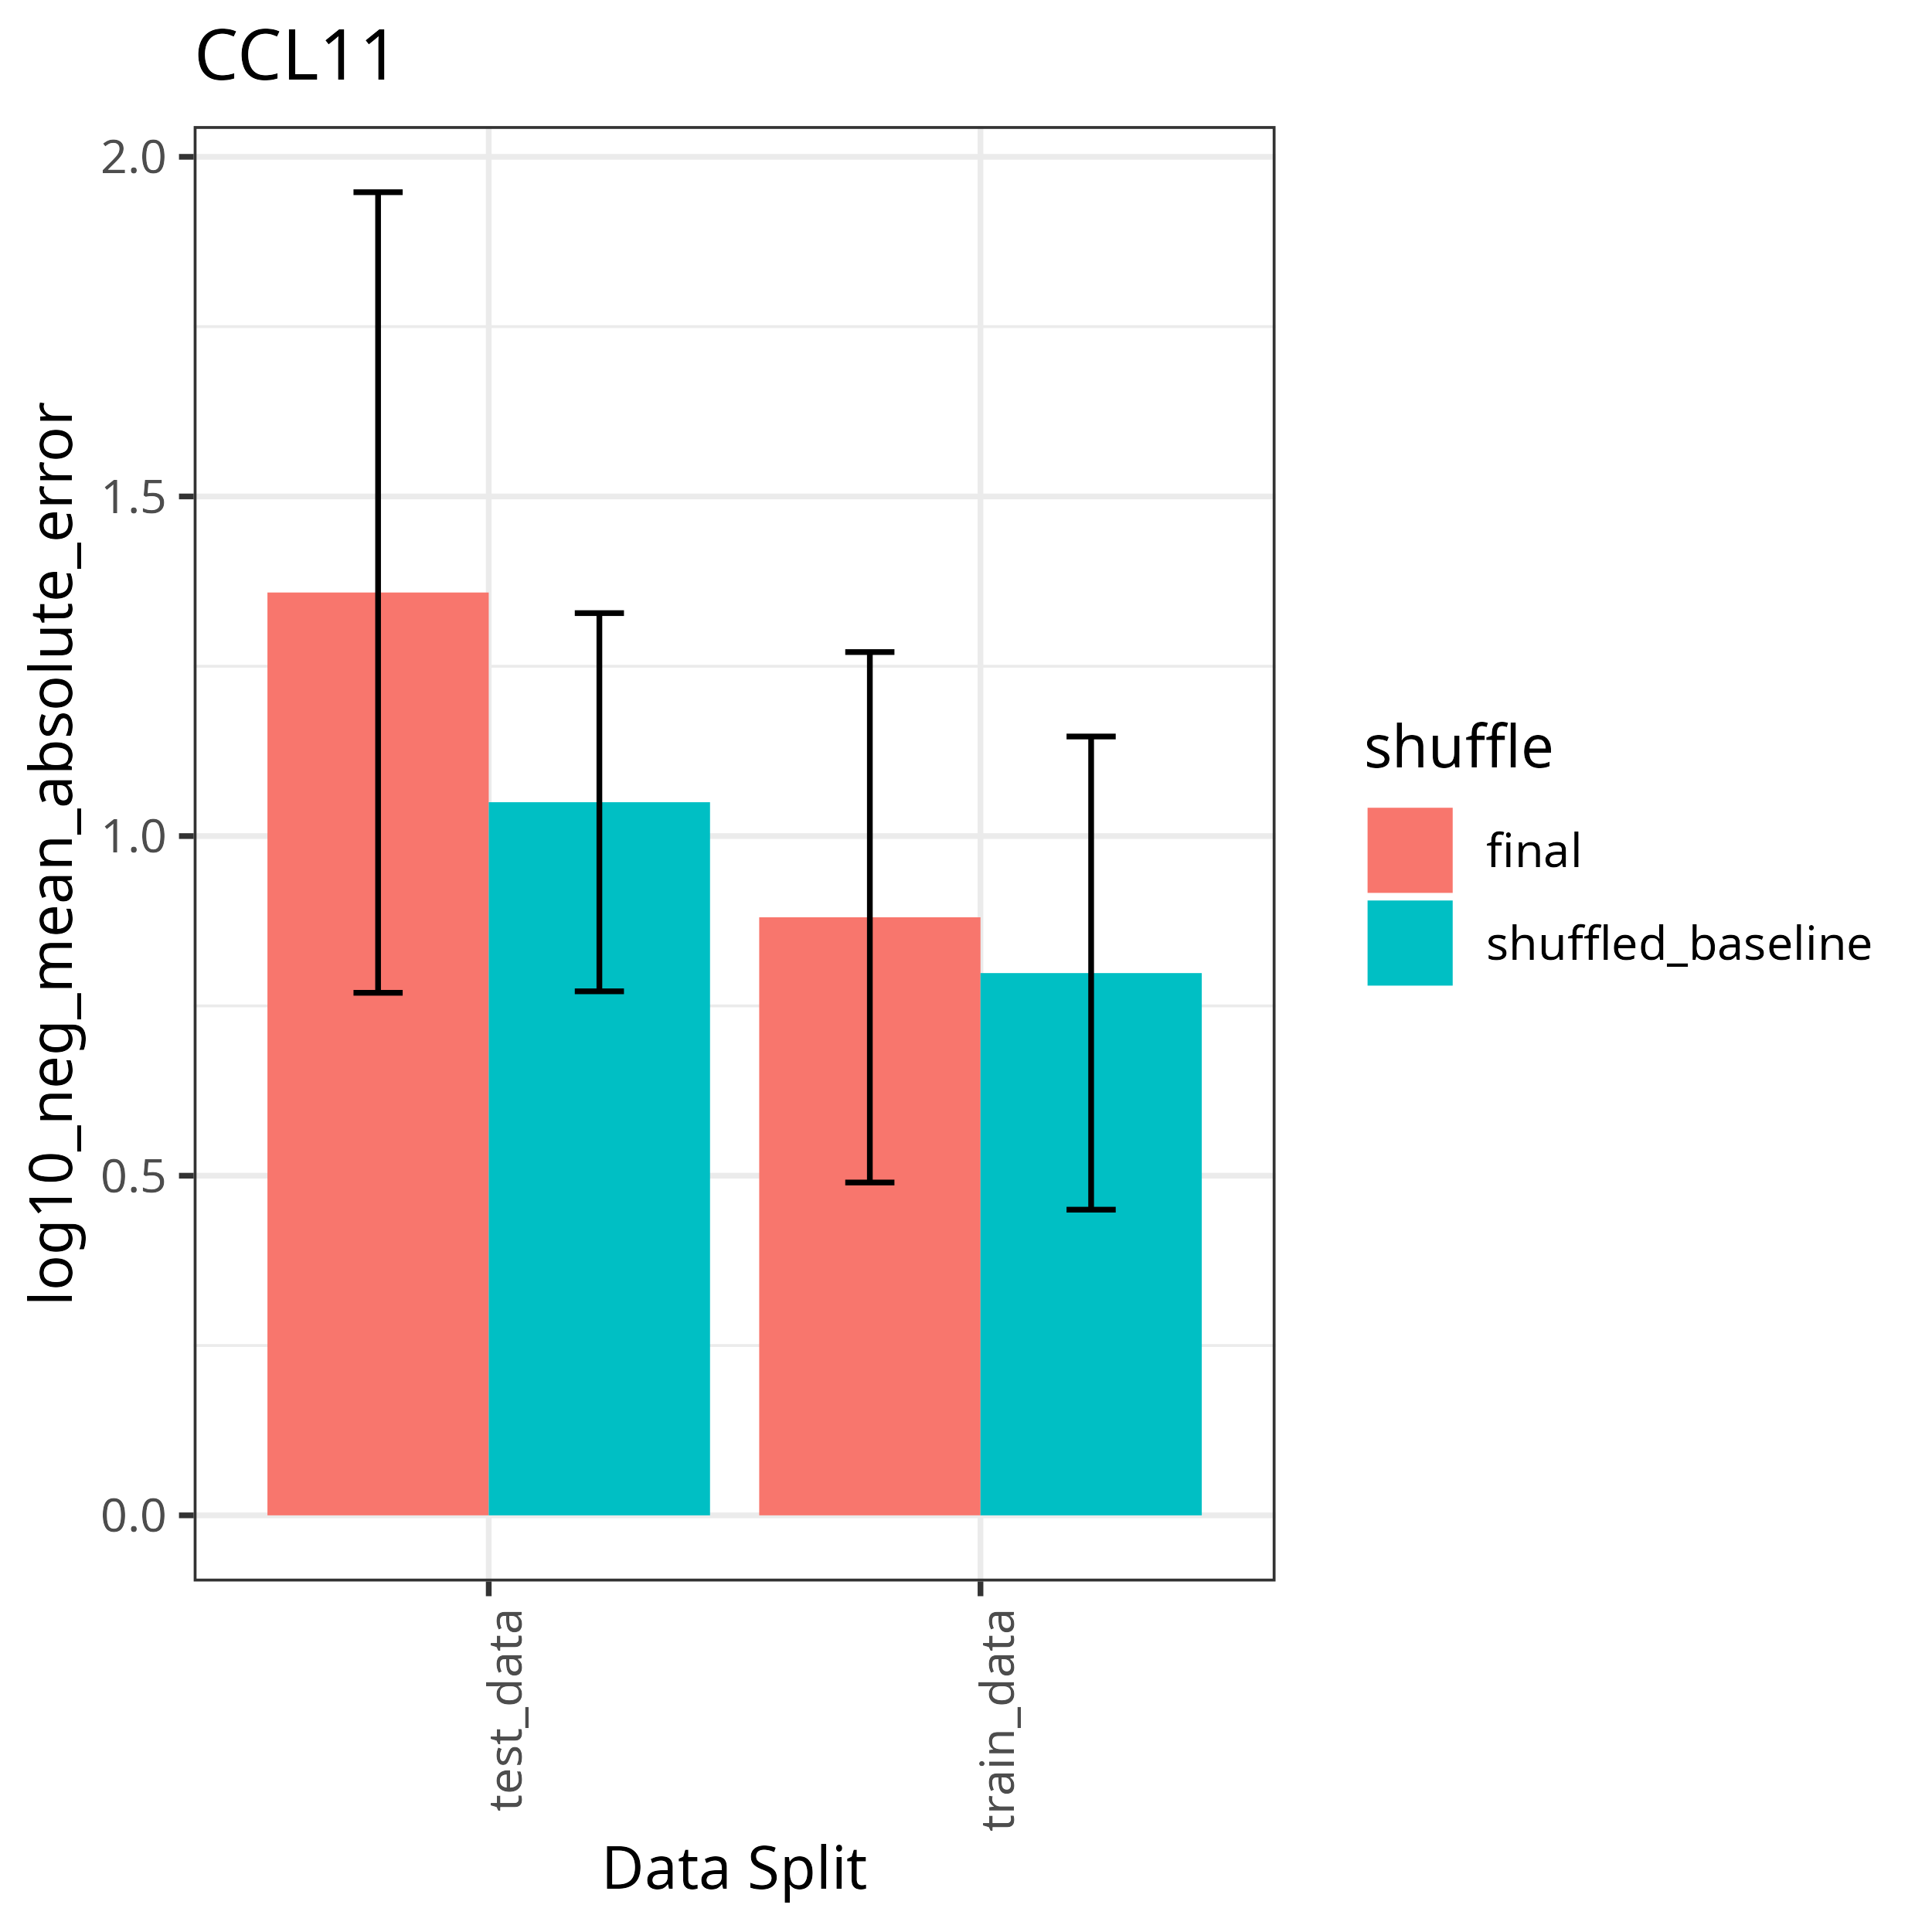 CCL11
log10_neg_mean_absolute_error
2.0
1.5
1.0
0.5
0.0
test_data
train_data
Data Split
shuffle
final
shuffled_baseline